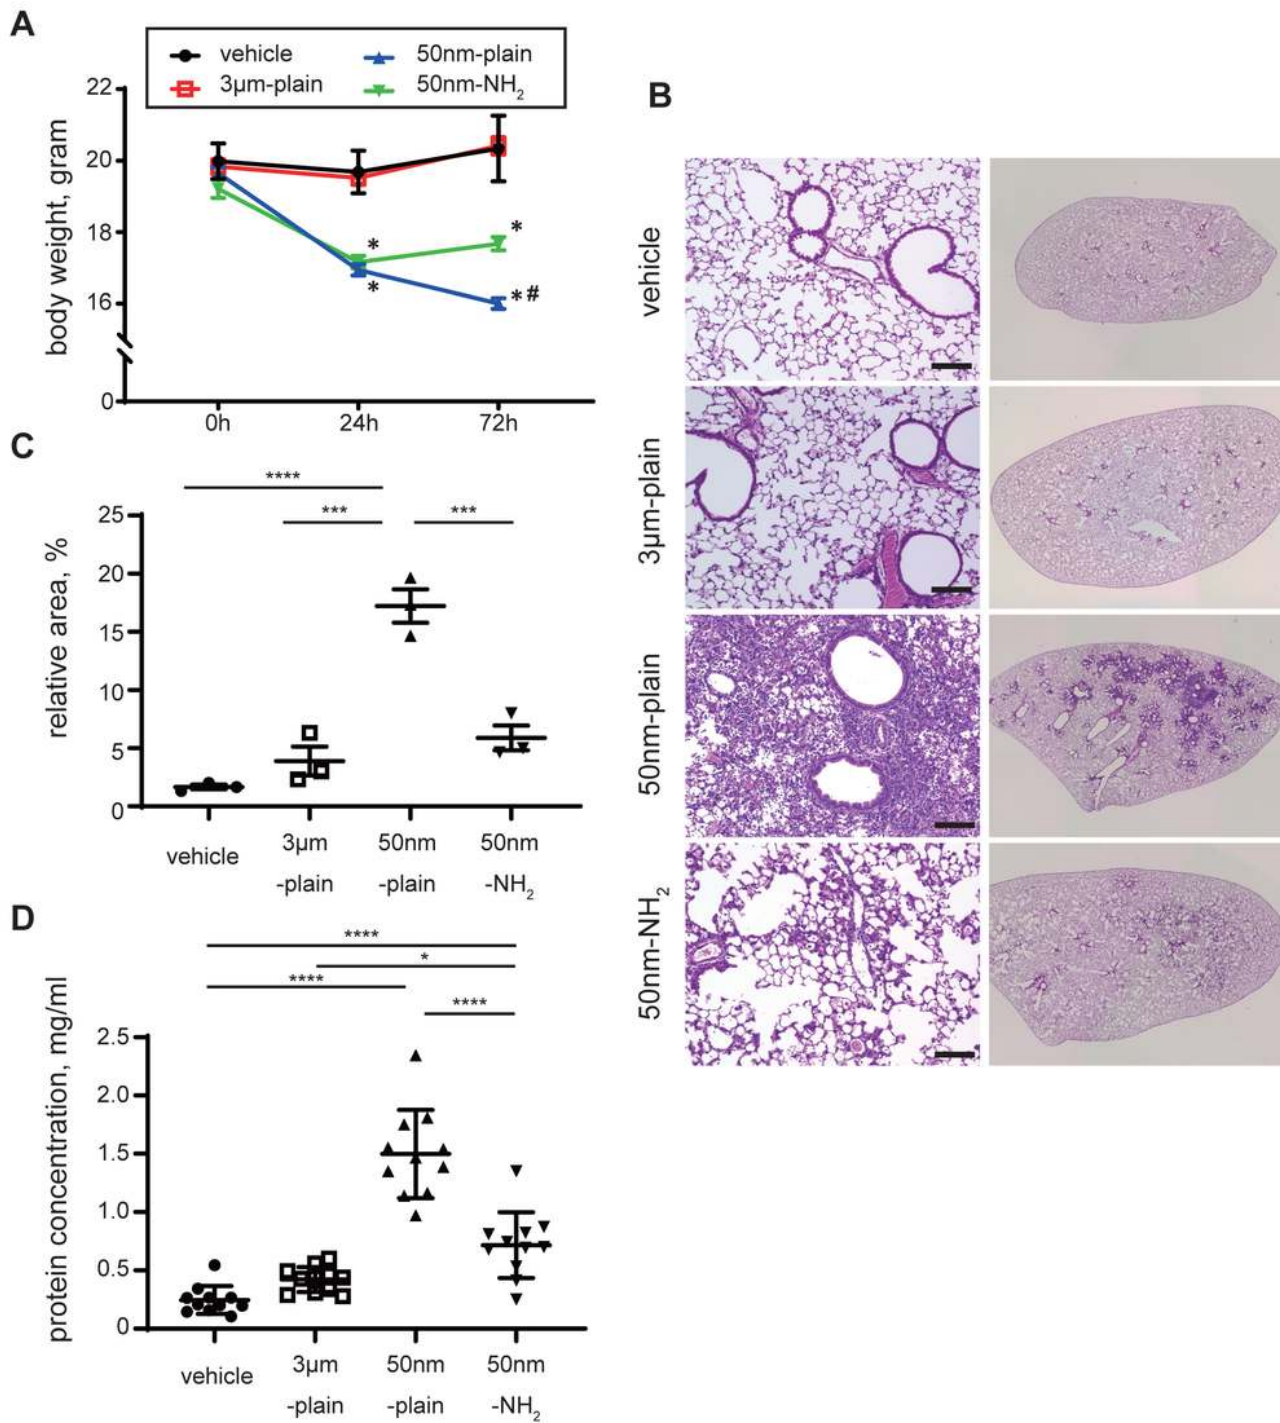 A
vehicle
50nm-plain
3µm-plain
50nm-NH₂
22
20
18
16
0
body weight, gram
*
*
*
*#
0h
24h
72h
B
vehicle
3µm-plain
50nm-plain
50nm-NH₂
C
****
***
***
25
20
15
10
5
0
relative area, %
vehicle
3µm
-plain
50nm
-plain
50nm
-NH₂
D
****
*
****
****
2.5
2.0
1.5
1.0
0.5
0
protein concentration, mg/ml
vehicle
3µm
-plain
50nm
-plain
50nm
-NH₂